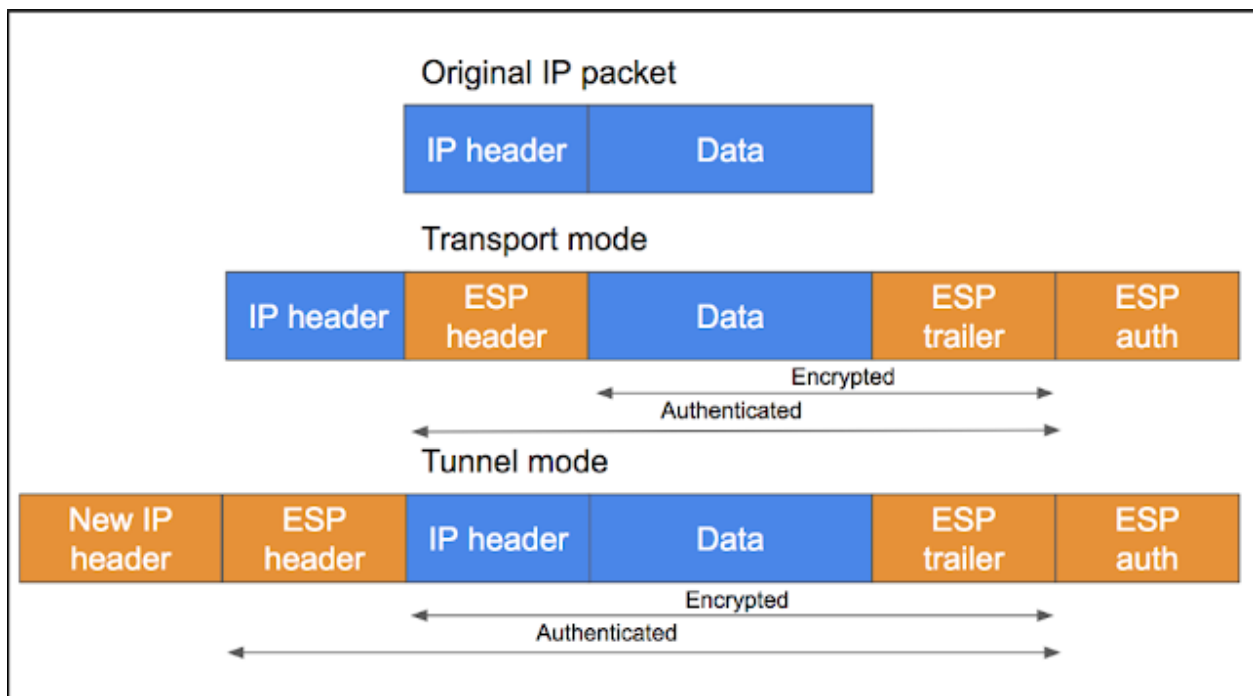 Original IP packet
IP header Data
Transport mode
IP header ESP header Data ESP trailer ESP auth
Encrypted
Authenticated
Tunnel mode
New IP header ESP header IP header Data ESP trailer ESP auth
Encrypted
Authenticated